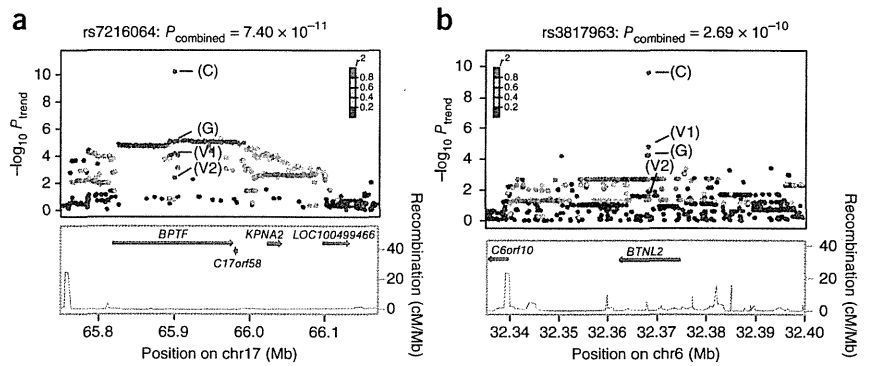 a
rs7216064: P combined = 7.40 × 10⁻¹¹
10
8
6
4
2
0
−log₁₀ P trend
(C)
(G)
(V1)
(V2)
r²
0.8
0.6
0.4
0.2
BPTF
KPNA2
LOC100499466
C17orf58
40
20
0
Recombination (cM/Mb)
65.8
65.9
66.0
66.1
Position on chr17 (Mb)
b
rs3817963: P combined = 2.69 × 10⁻¹⁰
10
8
6
4
2
0
−log₁₀ P trend
(C)
(V1)
(G)
(V2)
r²
0.8
0.6
0.4
0.2
C6orf10
BTNL2
40
20
0
Recombination (cM/Mb)
32.34
32.35
32.36
32.37
32.38
32.39
32.40
Position on chr6 (Mb)